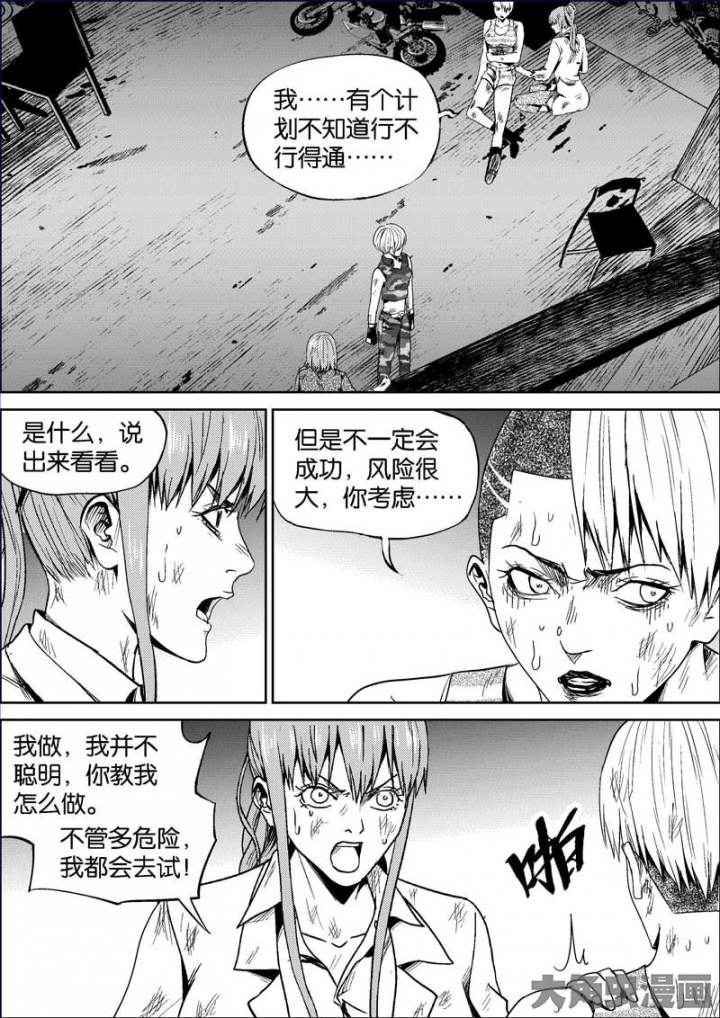 我……有个计
划不知道行不
行得通……
是什么，说
出来看看。
但是不一定会
成功，风险很
大，你考虑……
我做，我并不
聪明，你教我
怎么做。
不管多危险，
我都会去试！
啪
大角虫漫画